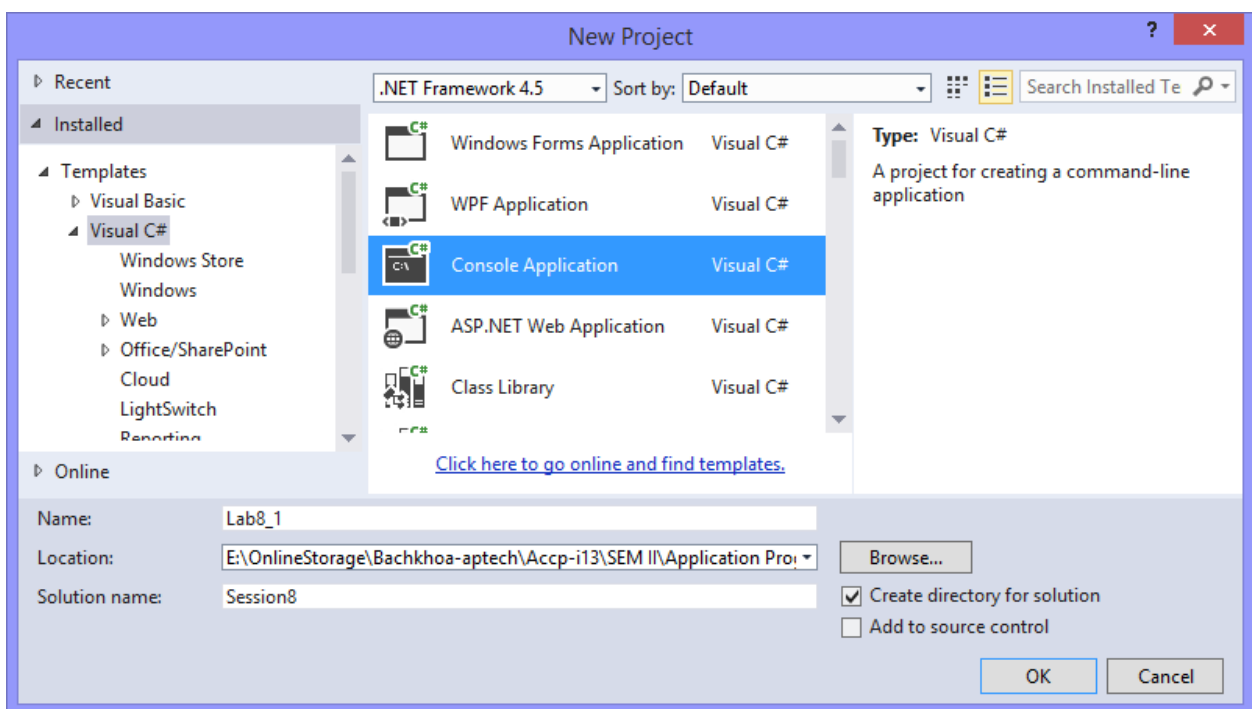 New Project
?
Recent
Installed
Templates
Visual Basic
Visual C#
Windows Store
Windows
Web
Office/SharePoint
Cloud
LightSwitch
Reporting
Online
.NET Framework 4.5
Sort by: Default
Search Installed Te
C# Windows Forms Application Visual C#
C# WPF Application Visual C#
C# C:\ Console Application Visual C#
C# ASP.NET Web Application Visual C#
C# Class Library Visual C#
C#
Click here to go online and find templates.
Type: Visual C#
A project for creating a command-line
application
Name: Lab8_1
Location: E:\OnlineStorage\Bachkhoa-aptech\Accp-i13\SEM II\Application Pro
Browse...
Solution name: Session8
Create directory for solution
Add to source control
OK
Cancel